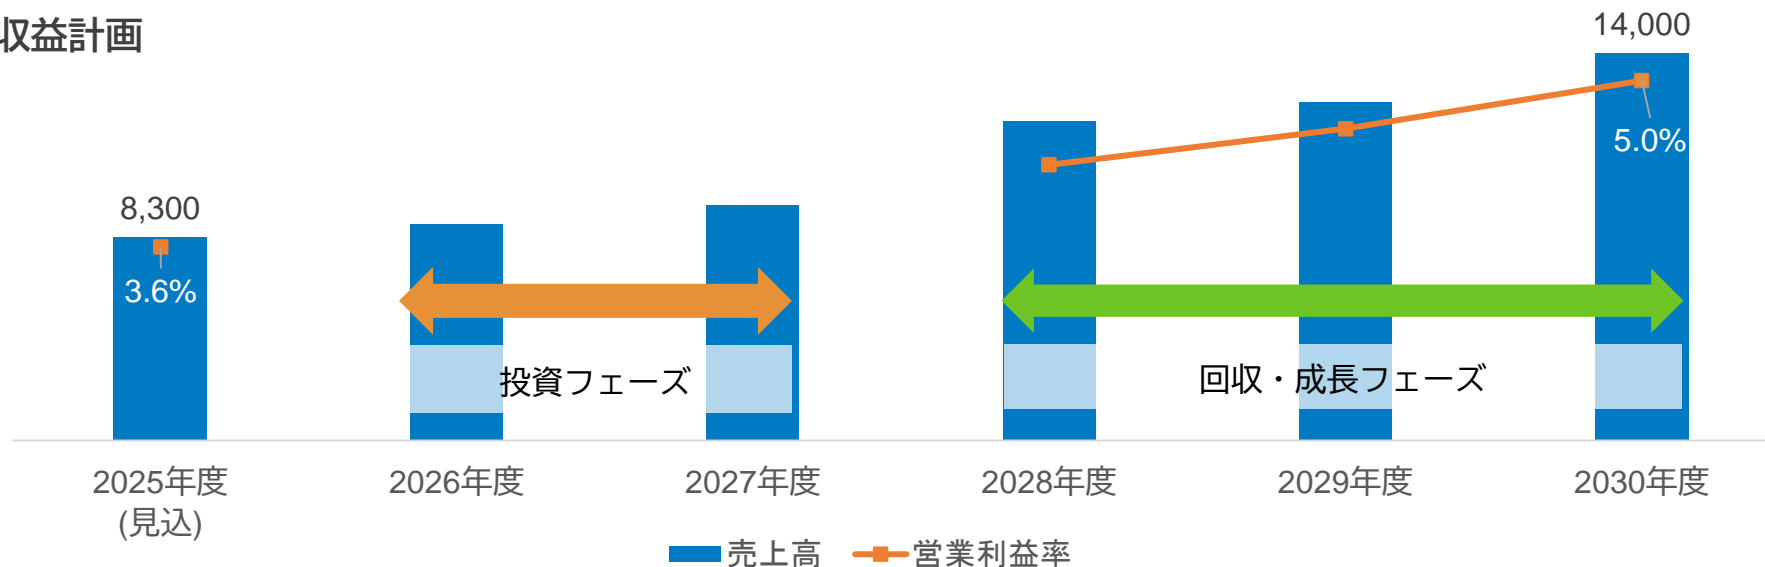 収益計画
14,000
5.0%
8,300
3.6%
投資フェーズ
回収・成長フェーズ
2025年度
(見込)
2026年度
2027年度
2028年度
2029年度
2030年度
売上高
営業利益率